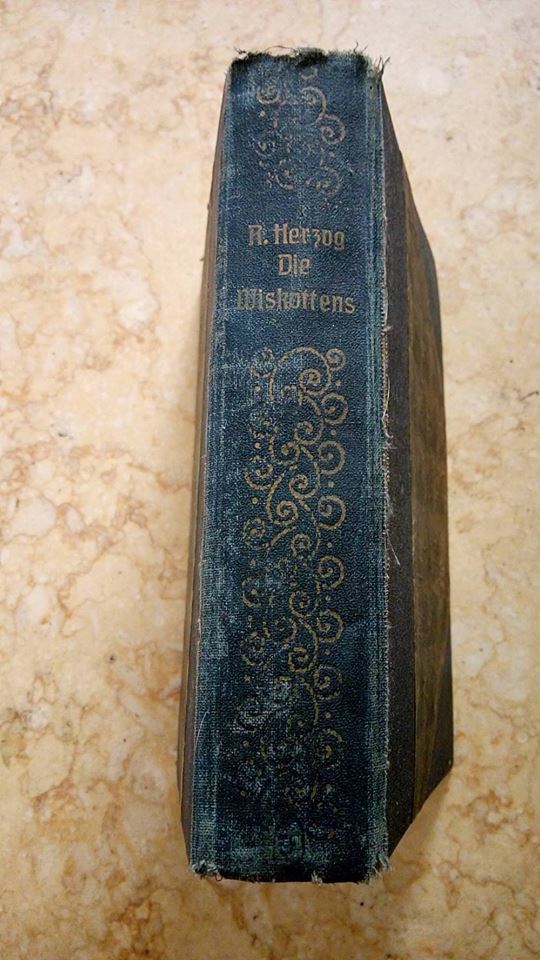 R. Herzog
Die
Wiskottens